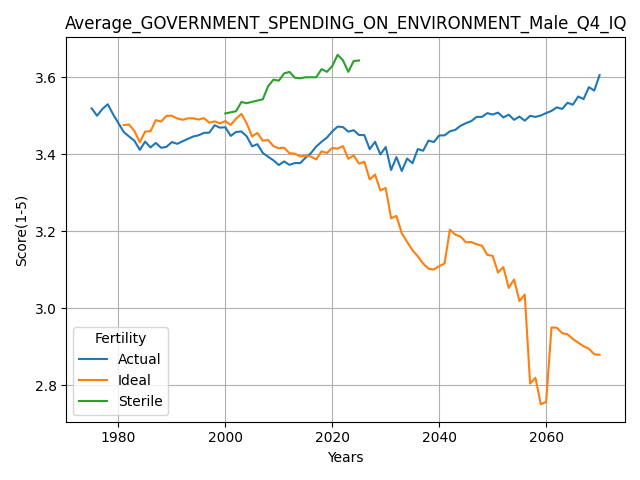 Average_GOVERNMENT_SPENDING_ON_ENVIRONMENT_Male_Q4_IQ
Score(1-5)
3.6
3.4
3.2
3.0
2.8
Fertility
Actual
Ideal
Sterile
1980 2000 2020 2040 2060
Years